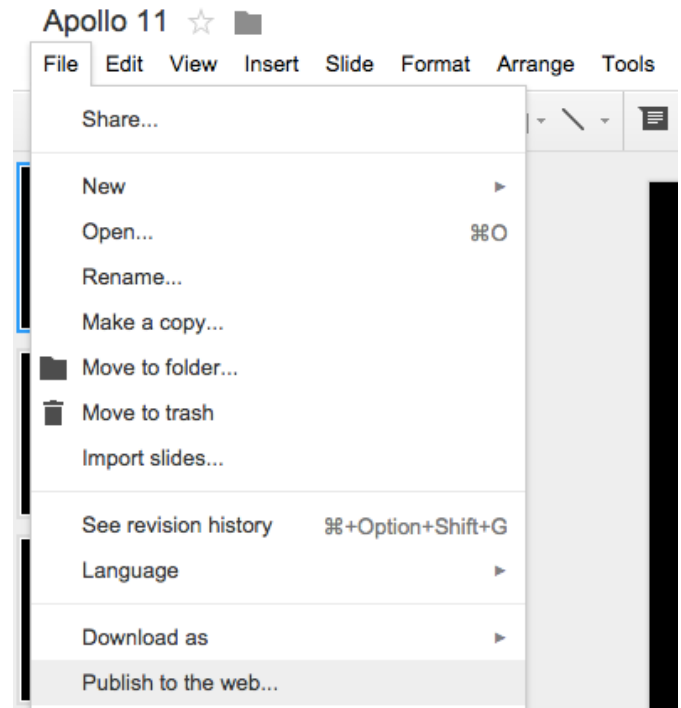 Apollo 11
File Edit View Insert Slide Format Arrange Tools
Share...
New
Open... ⌘O
Rename...
Make a copy...
Move to folder...
Move to trash
Import slides...
See revision history ⌘+Option+Shift+G
Language
Download as
Publish to the web...